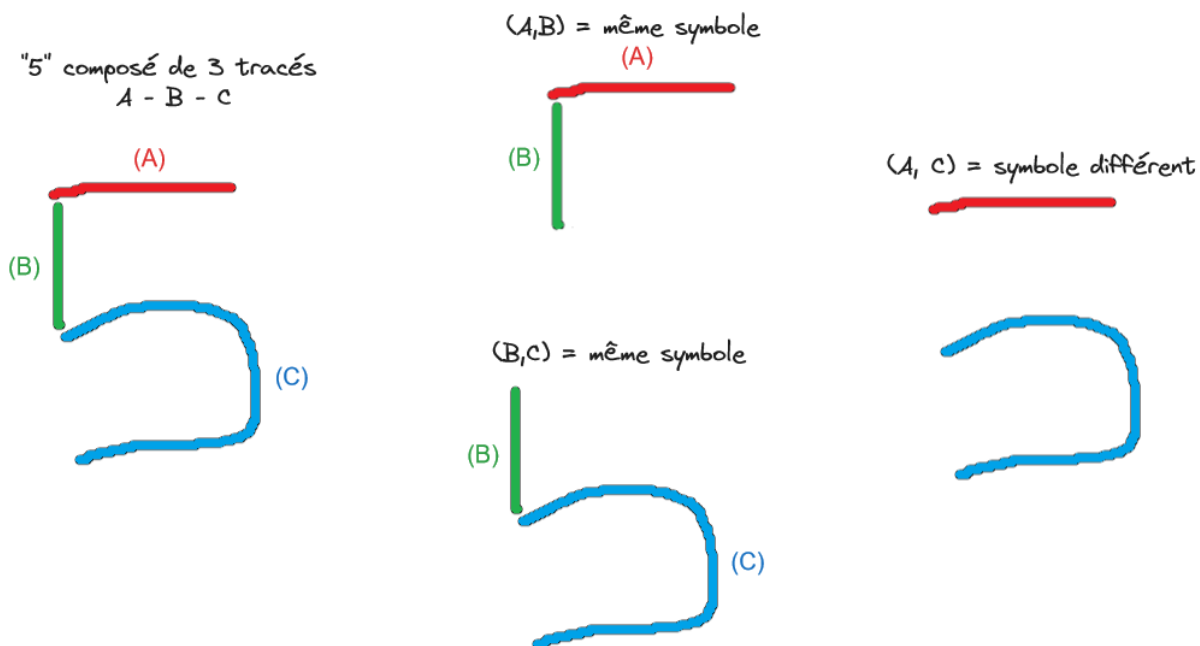 "5" composé de 3 tracés
A - B - C
(A)
(B)
(C)
(A,B) = même symbole
(A)
(B)
(B,C) = même symbole
(B)
(C)
(A, C) = symbole différent